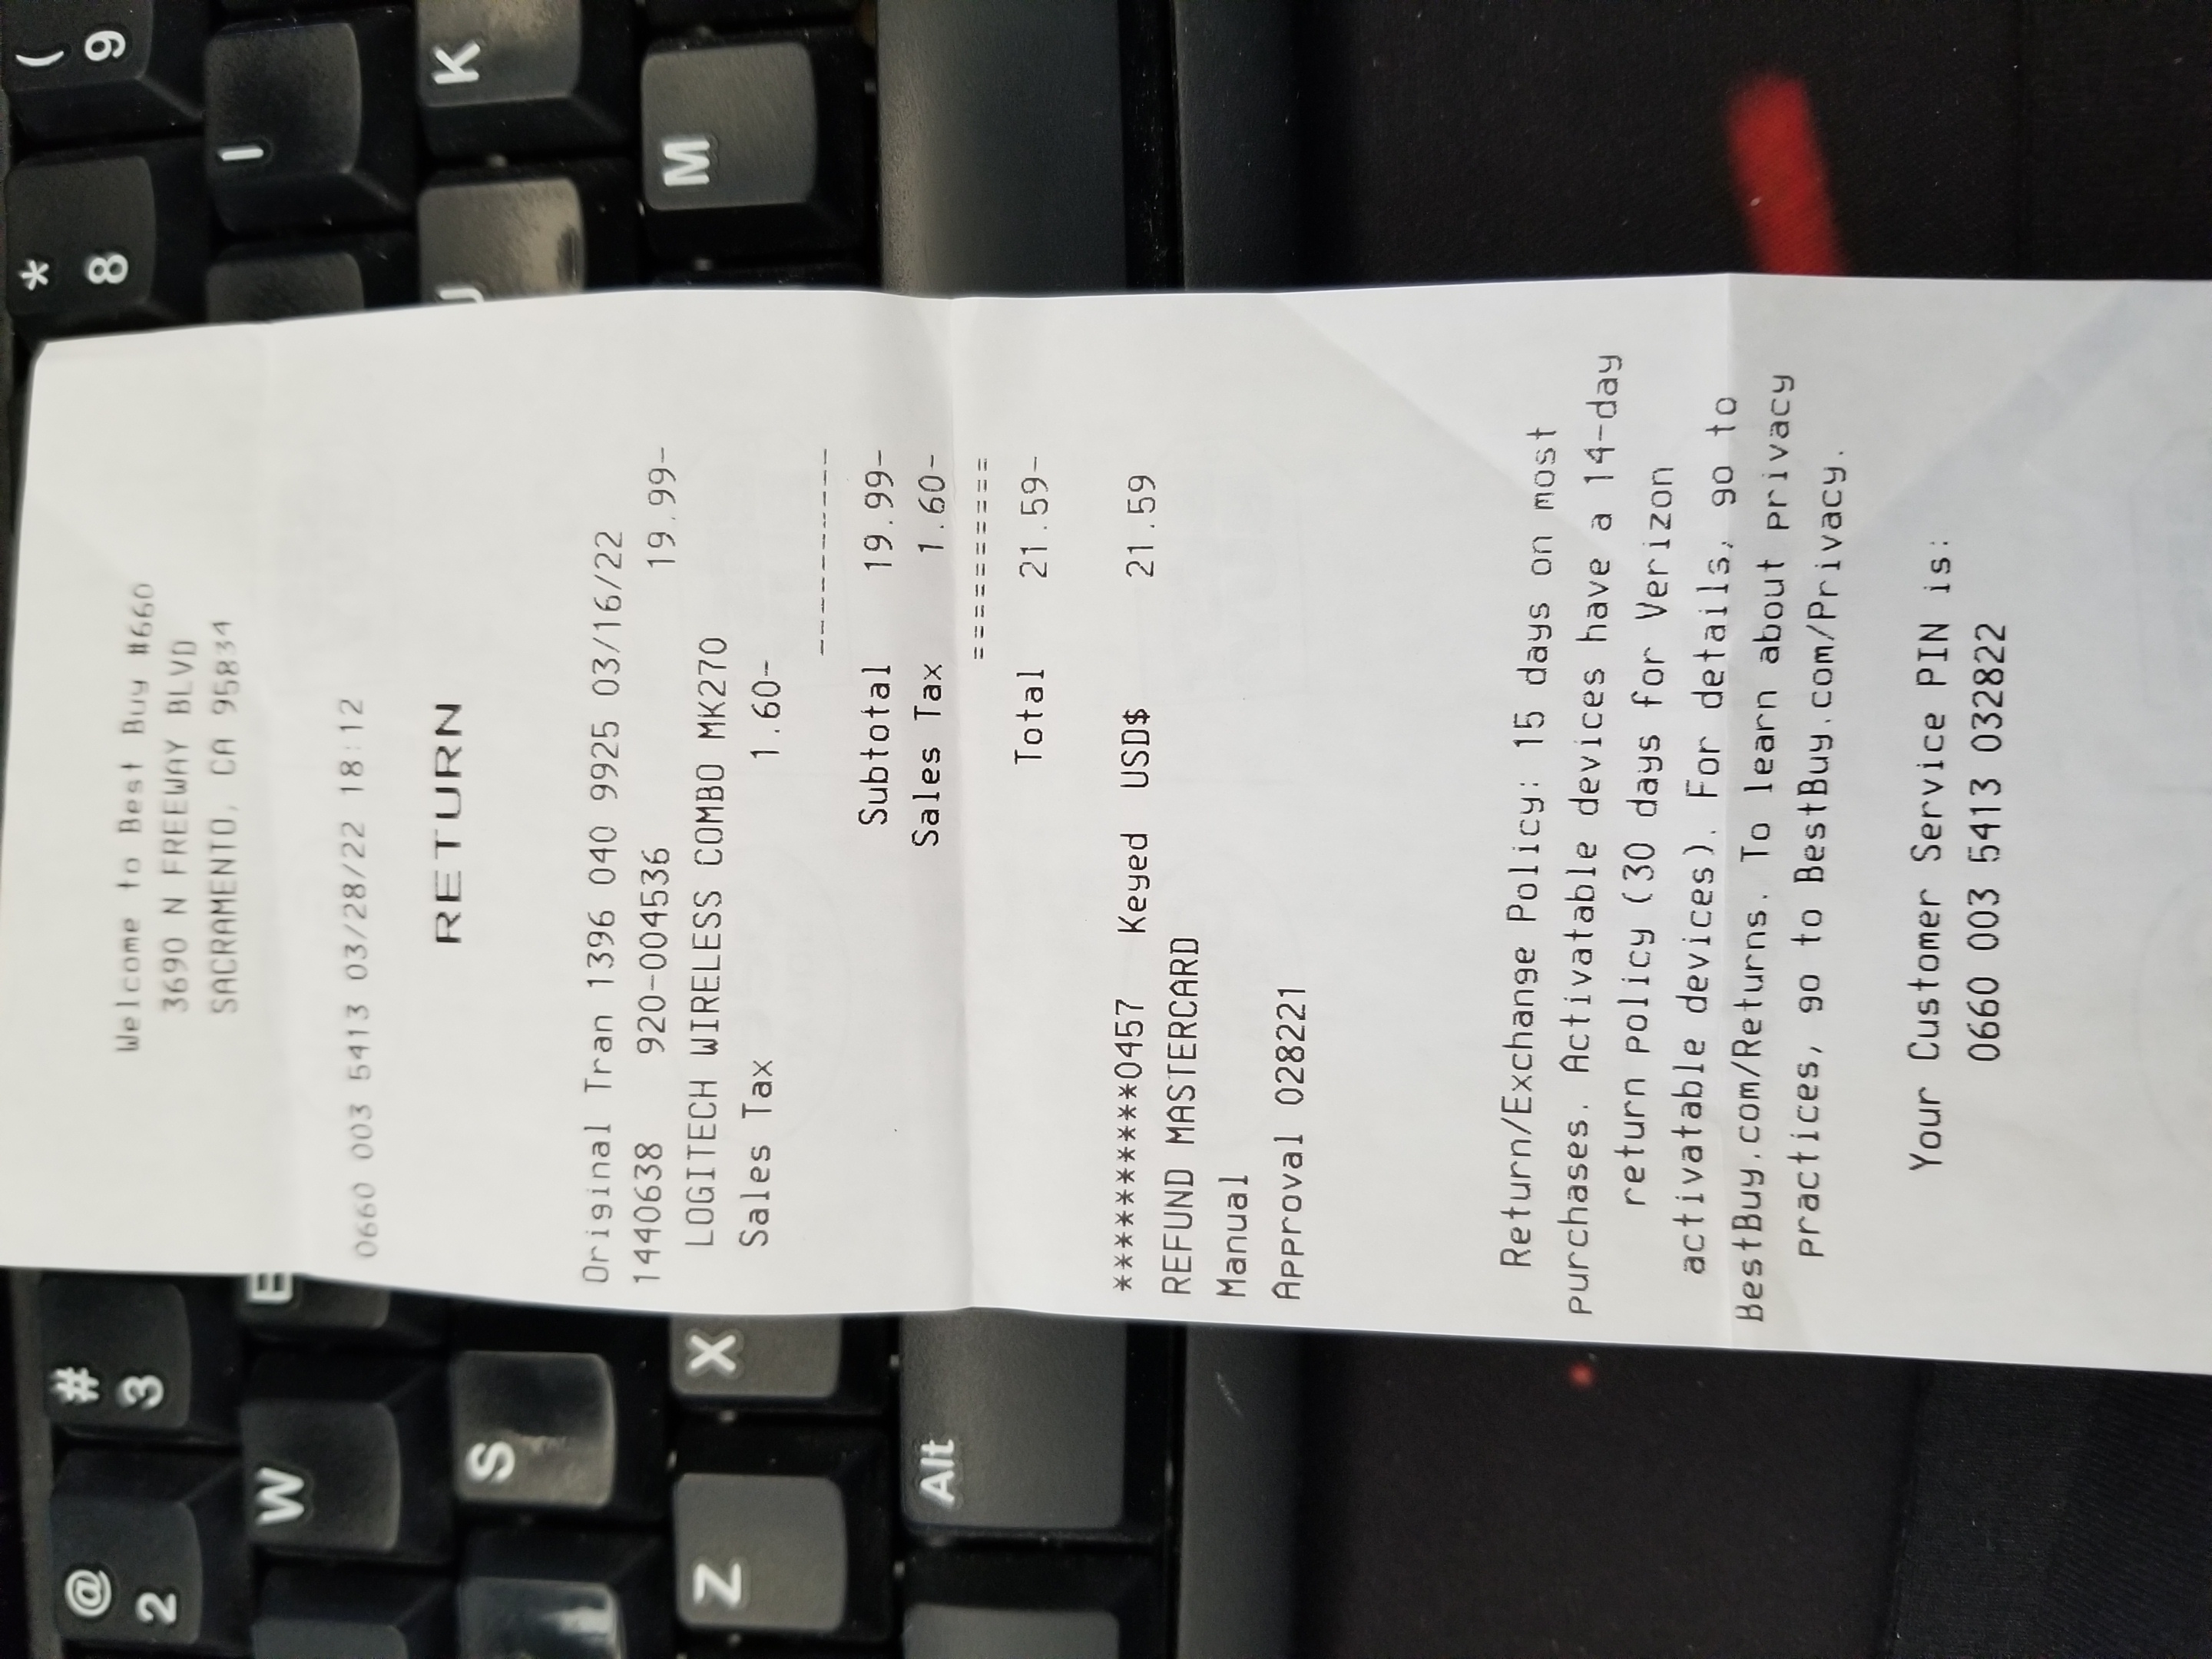 @
2
#
3
*
8
(
9
W
E
I
S
J
K
Z
X
M
Alt
Welcome to Best Buy #660
3690 N FREEWAY BLVD
SACRAMENTO, CA 95834
0660 003 5413 03/28/22 18:12
RETURN
Original Tran 1396 040 9925 03/16/22
1440638 920-004536 19.99-
LOGITECH WIRELESS COMBO MK270
Sales Tax 1.60-
----------
Subtotal 19.99-
Sales Tax 1.60-
==========
Total 21.59-
**********0457 Keyed USD$ 21.59
REFUND MASTERCARD
Manual
Approval 028221
Return/Exchange Policy: 15 days on most
purchases. Activatable devices have a 14-day
return policy (30 days for Verizon
activatable devices). For details, go to
BestBuy.com/Returns. To learn about privacy
practices, go to BestBuy.com/Privacy.
Your Customer Service PIN is:
0660 003 5413 032822